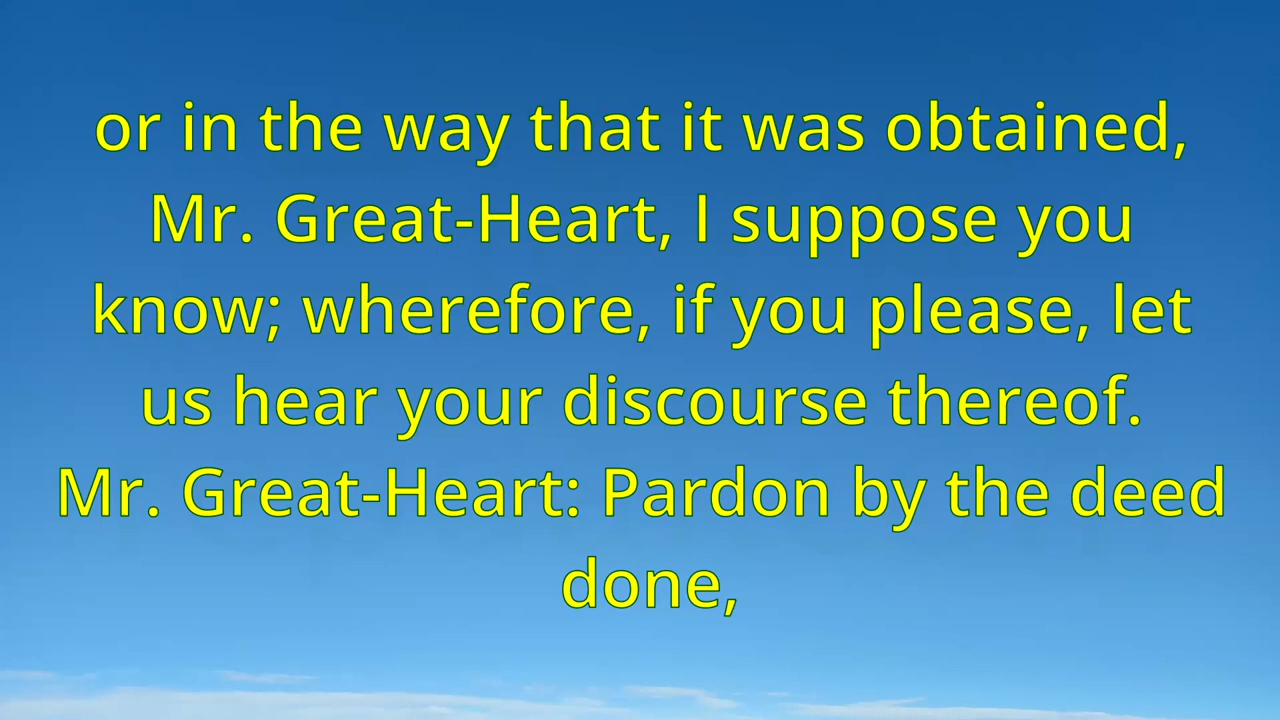 or in the way that it was obtained,
Mr. Great-Heart, I suppose you
know; wherefore, if you please, let
us hear your discourse thereof.
Mr. Great-Heart: Pardon by the deed
done,